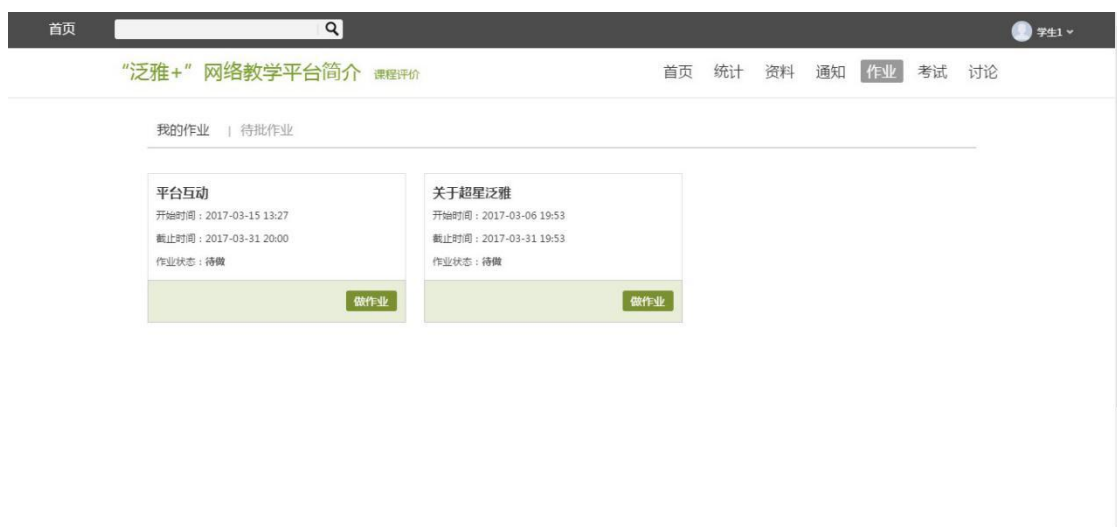 首页 学生1
“泛雅+”网络教学平台简介 课程评价 首页 统计 资料 通知 作业 考试 讨论
我的作业 | 待批作业
平台互动
开始时间：2017-03-15 13:27
截止时间：2017-03-31 20:00
作业状态：待做
做作业
关于超星泛雅
开始时间：2017-03-06 19:53
截止时间：2017-03-31 19:53
作业状态：待做
做作业